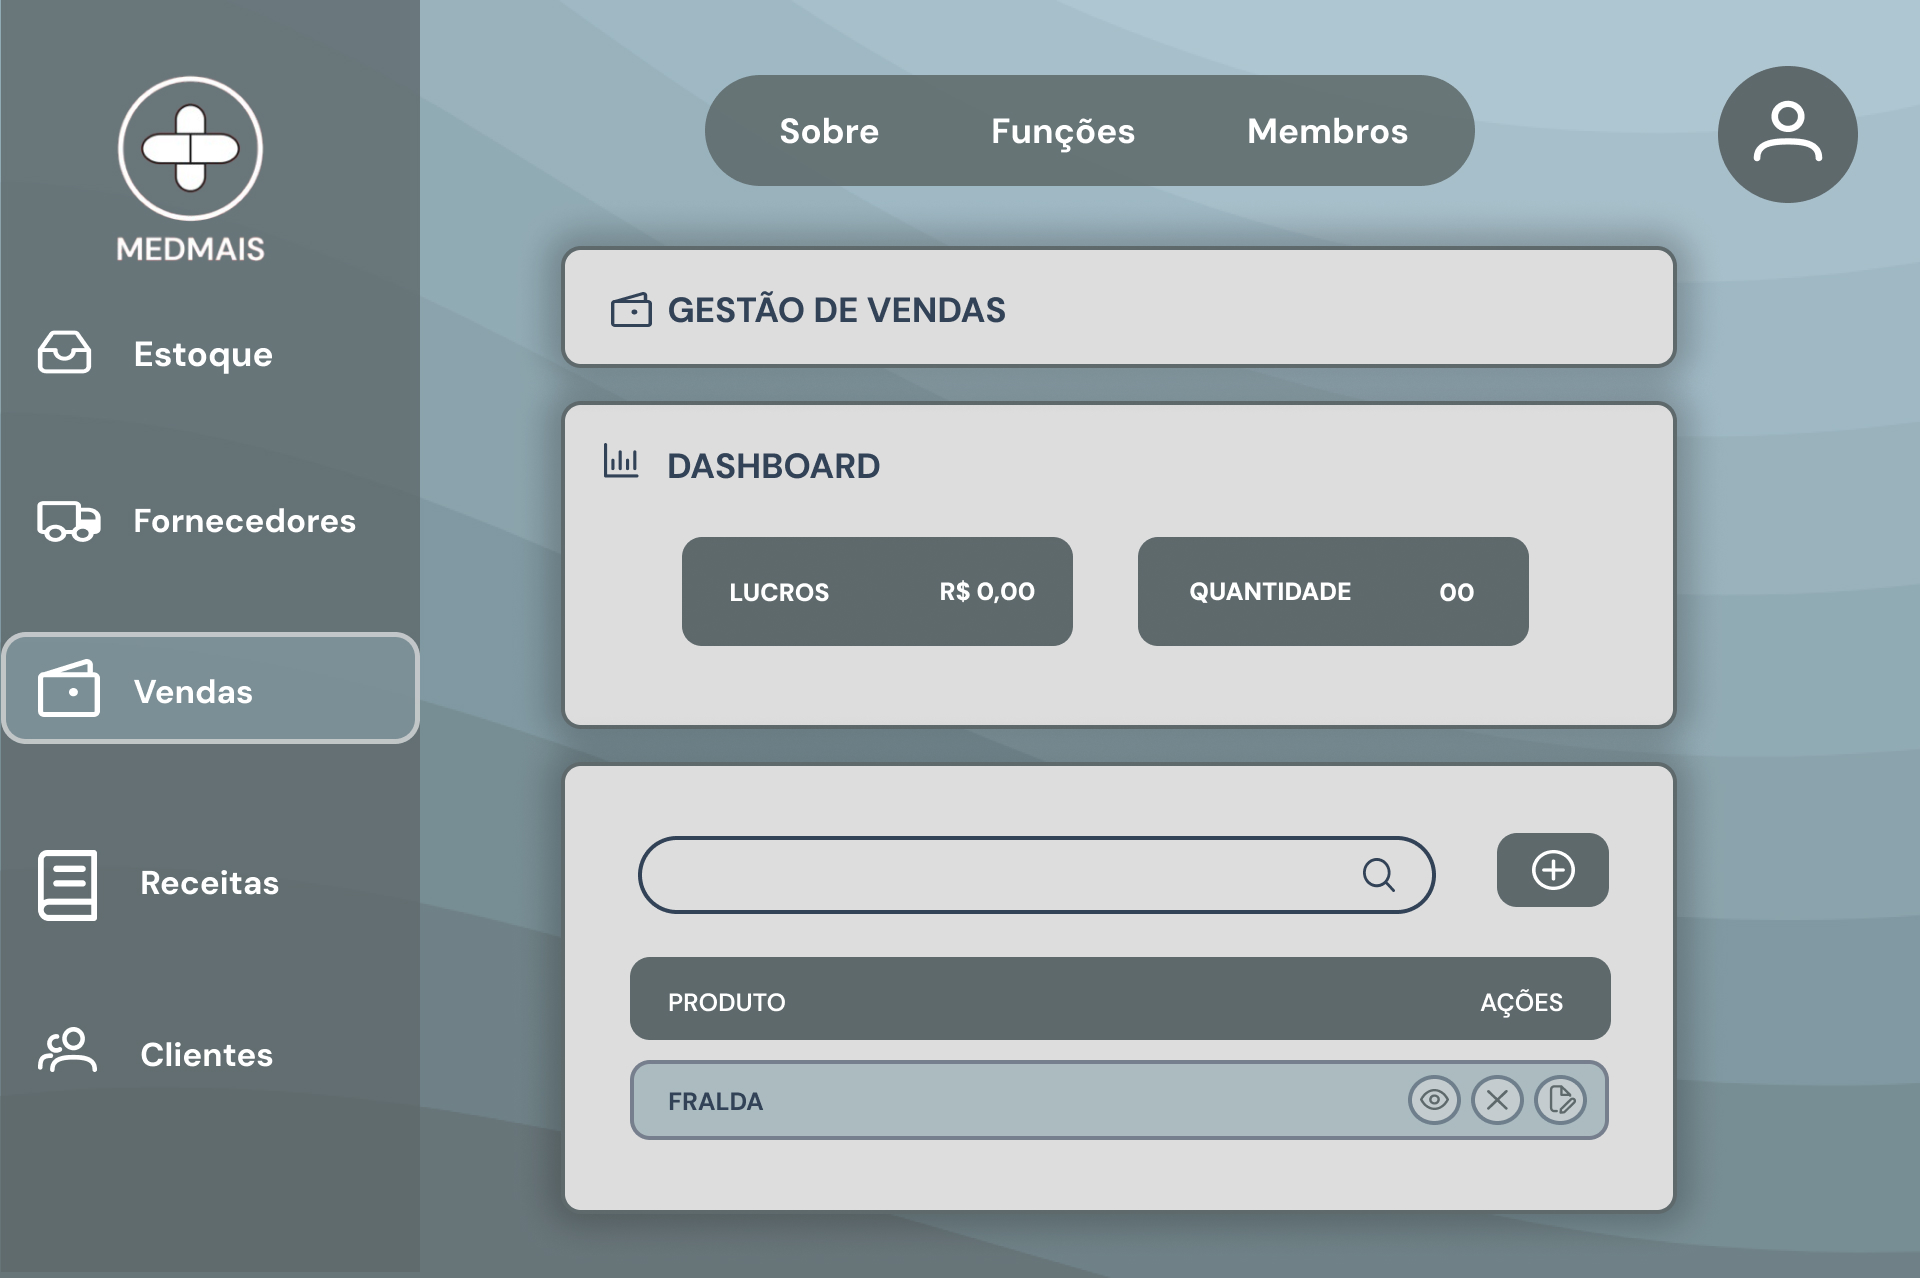 MEDMAIS
Estoque
Fornecedores
Vendas
Receitas
Clientes
Sobre Funções Membros
GESTÃO DE VENDAS
DASHBOARD
LUCROS R$ 0,00
QUANTIDADE 00
PRODUTO AÇÕES
FRALDA